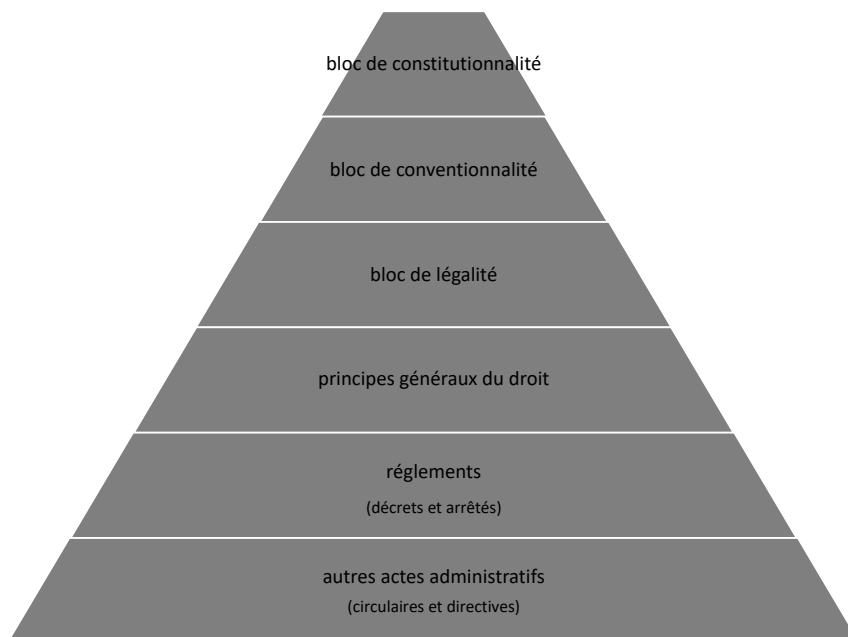 bloc de constitutionnalité
bloc de conventionnalité
bloc de légalité
principes généraux du droit
réglements
(décrets et arrêtés)
autres actes administratifs
(circulaires et directives)